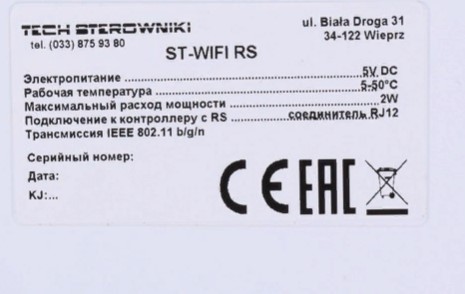 TECH STEROWNIKI
tel. (033) 875 93 80
ul. Biała Droga 31
34-122 Wieprz
ST-WIFI RS
Электропитание ........ 5V DC
Рабочая температура ........ 5-50°C
Максимальный расход мощности ........ 2W
Подключение к контроллеру с RS ........ соединитель RJ12
Трансмиссия IEEE 802.11 b/g/n
Серийный номер:
Дата:
KJ:...
CE EAC